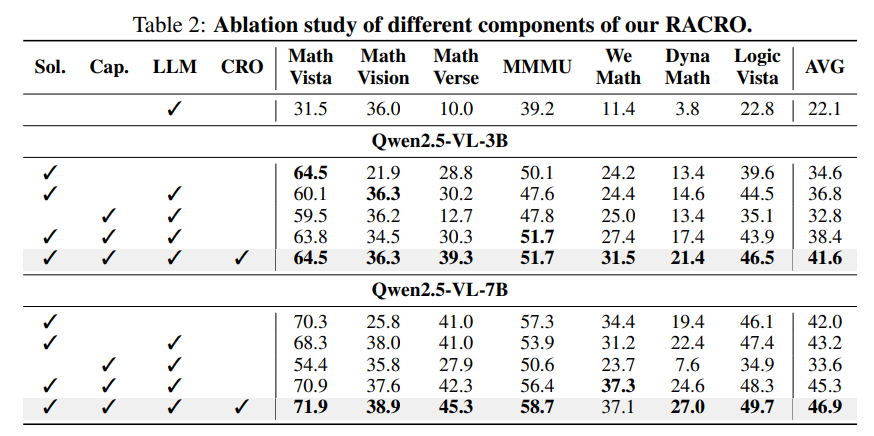 Table 2: Ablation study of different components of our RACRO.
Sol. Cap. LLM CRO Math Vista Math Vision Math Verse MMMU We Math Dyna Math Logic Vista AVG
✓ 31.5 36.0 10.0 39.2 11.4 3.8 22.8 22.1
Qwen2.5-VL-3B
✓ 64.5 21.9 28.8 50.1 24.2 13.4 39.6 34.6
✓ ✓ 60.1 36.3 30.2 47.6 24.4 14.6 44.5 36.8
✓ ✓ 59.5 36.2 12.7 47.8 25.0 13.4 35.1 32.8
✓ ✓ ✓ 63.8 34.5 30.3 51.7 27.4 17.4 43.9 38.4
✓ ✓ ✓ ✓ 64.5 36.3 39.3 51.7 31.5 21.4 46.5 41.6
Qwen2.5-VL-7B
✓ 70.3 25.8 41.0 57.3 34.4 19.4 46.1 42.0
✓ ✓ 68.3 38.0 41.0 53.9 31.2 22.4 47.4 43.2
✓ ✓ 54.4 35.8 27.9 50.6 23.7 7.6 34.9 33.6
✓ ✓ ✓ 70.9 37.6 42.3 56.4 37.3 24.6 48.3 45.3
✓ ✓ ✓ ✓ 71.9 38.9 45.3 58.7 37.1 27.0 49.7 46.9